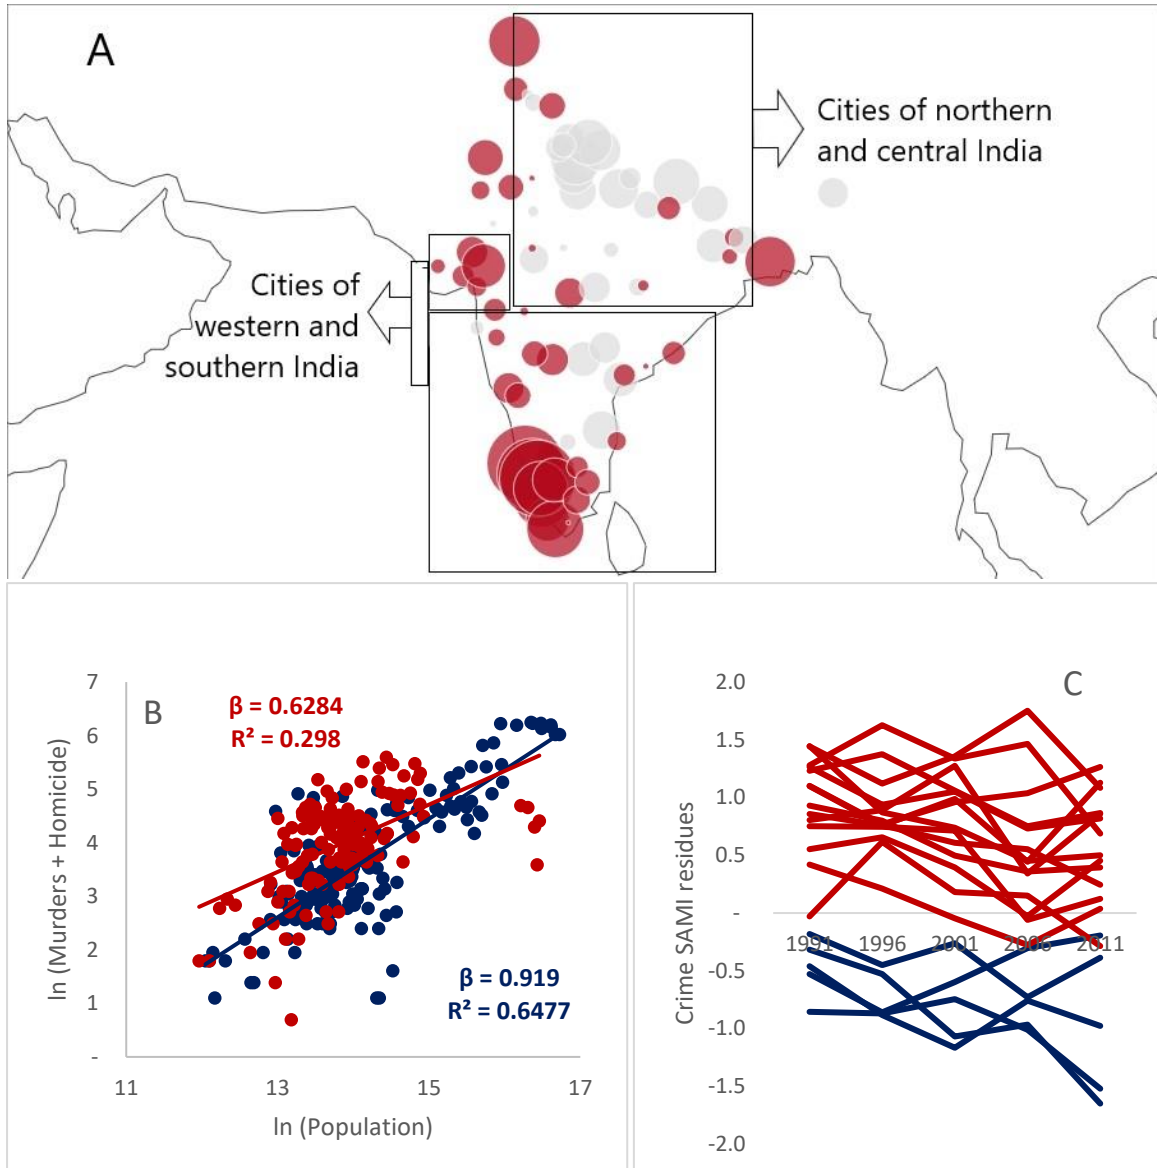 A
Cities of northern
and central India
Cities of
western and
southern India
B
β = 0.6284
R² = 0.298
β = 0.919
R² = 0.6477
ln (Murders + Homicide)
7
6
5
4
3
2
1
-
11
13
15
17
ln (Population)
C
Crime SAMI residues
2.0
1.5
1.0
0.5
-
-0.5
-1.0
-1.5
-2.0
1991
1996
2001
2006
2011